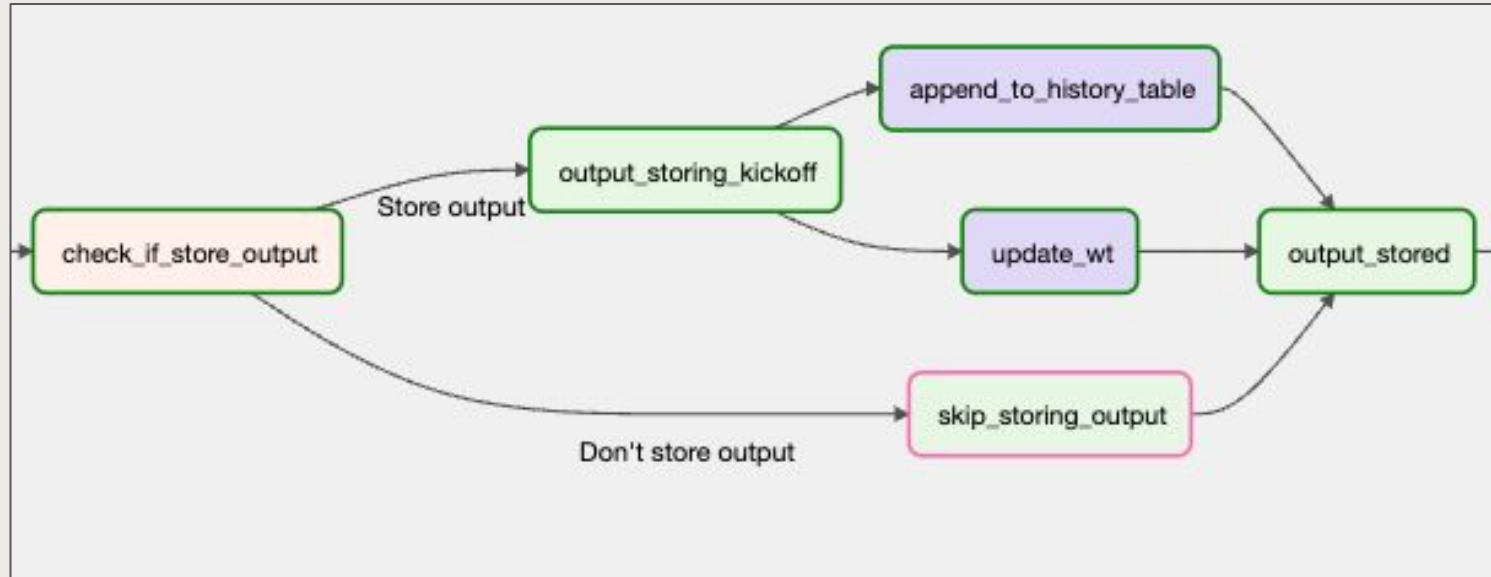 append_to_history_table
output_storing_kickoff
Store output
check_if_store_output
update_wt
output_stored
skip_storing_output
Don't store output